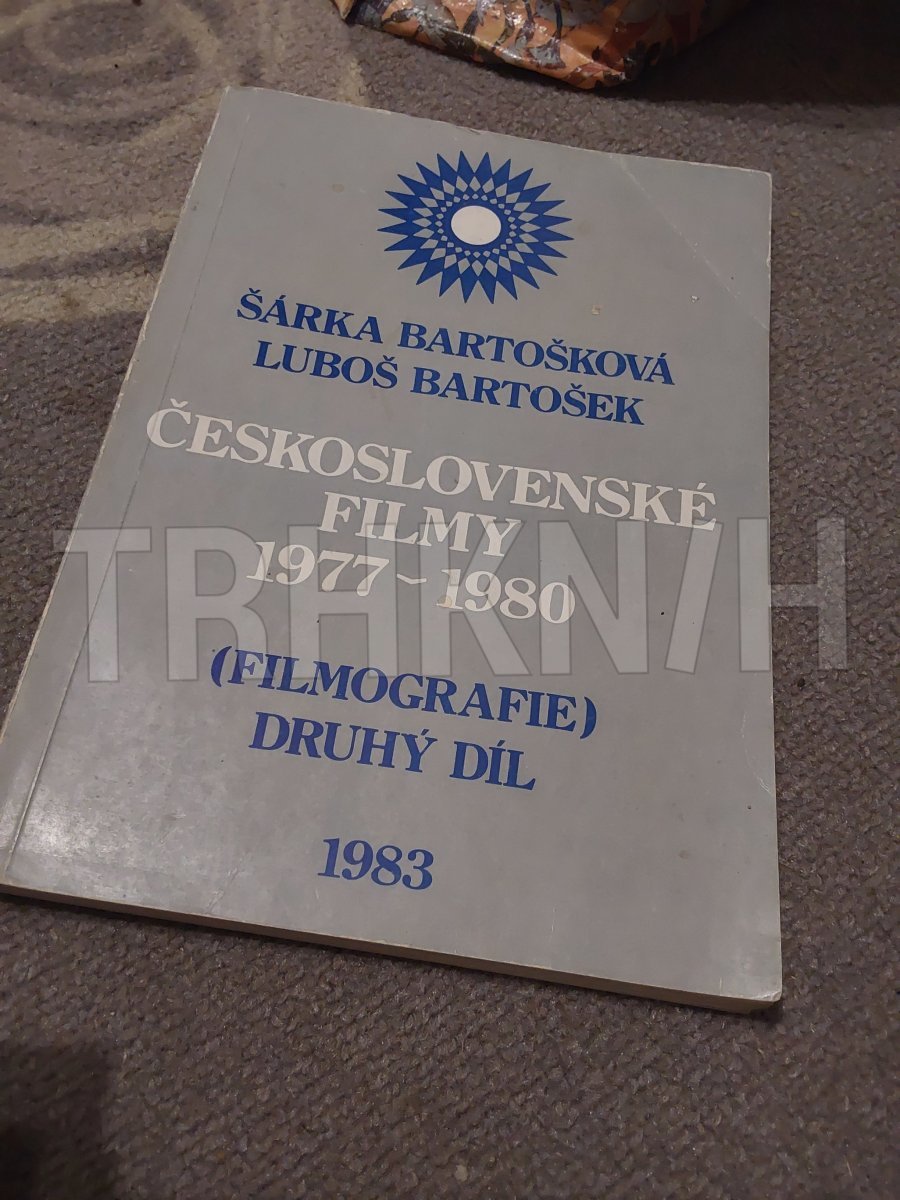 ŠÁRKA BARTOŠKOVÁ
LUBOŠ BARTOŠEK
ČESKOSLOVENSKÉ
FILMY
1977~1980
(FILMOGRAFIE)
DRUHÝ DÍL
1983
TRHKNIH